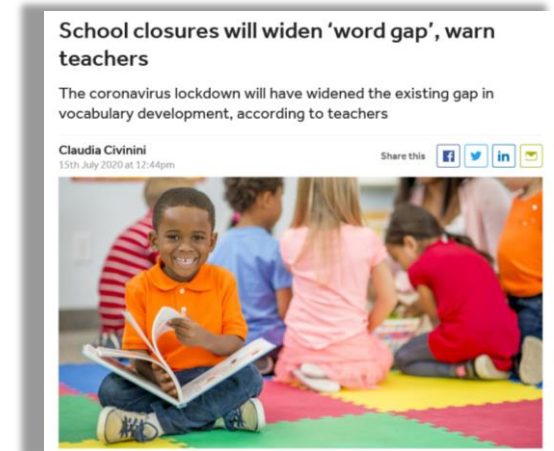 School closures will widen ‘word gap’, warn
teachers
The coronavirus lockdown will have widened the existing gap in
vocabulary development, according to teachers
Claudia Civinini
15th July 2020 at 12:44pm
Share this